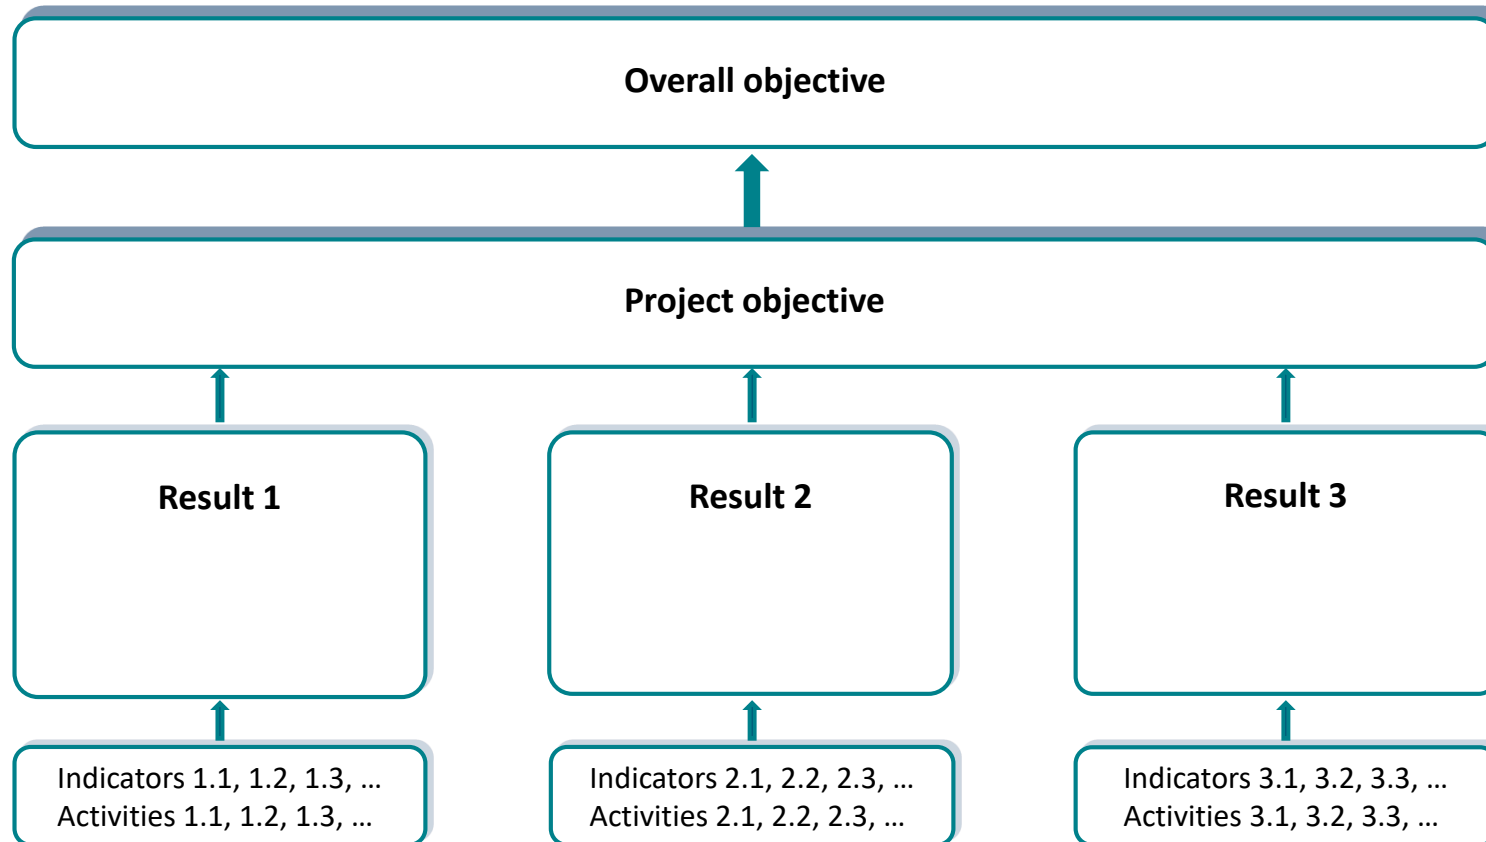 Overall objective
Project objective
Result 1
Result 2
Result 3
Indicators 1.1, 1.2, 1.3, …
Activities 1.1, 1.2, 1.3, …
Indicators 2.1, 2.2, 2.3, …
Activities 2.1, 2.2, 2.3, …
Indicators 3.1, 3.2, 3.3, …
Activities 3.1, 3.2, 3.3, …